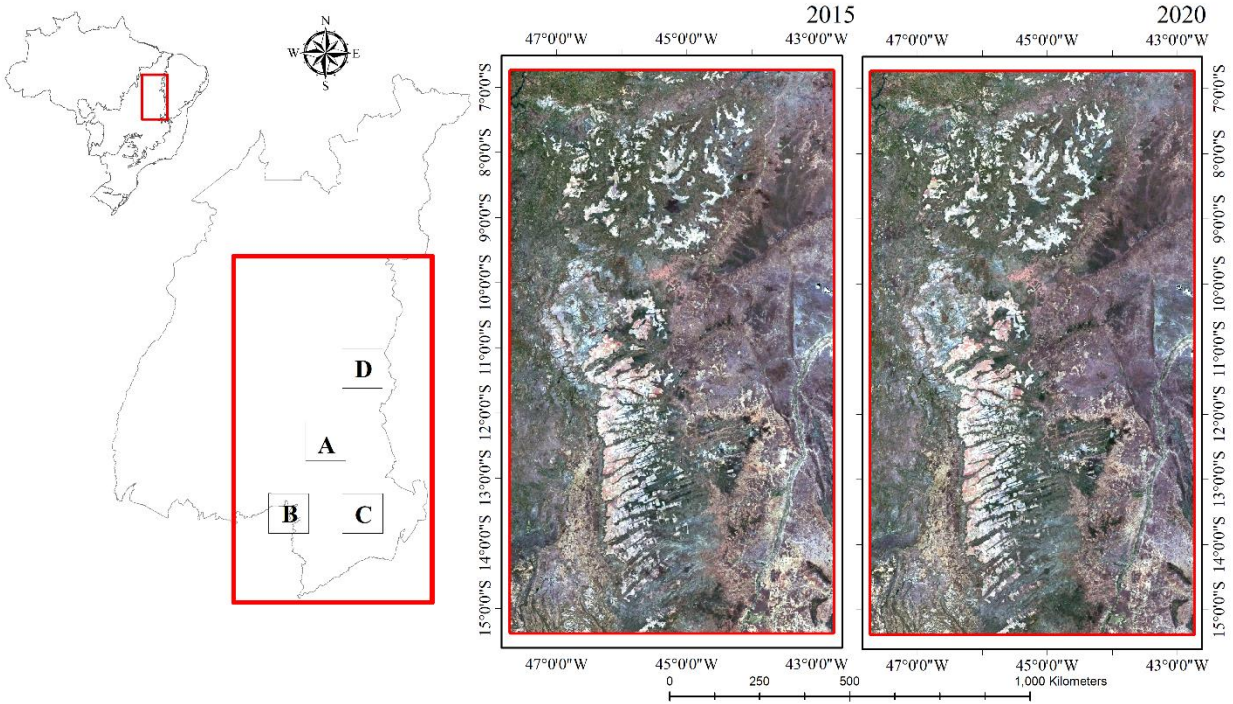 2015
2020
N
W
E
S
47°0'0"W
45°0'0"W
43°0'0"W
47°0'0"W
45°0'0"W
43°0'0"W
7°0'0"S
8°0'0"S
9°0'0"S
10°0'0"S
11°0'0"S
12°0'0"S
13°0'0"S
14°0'0"S
15°0'0"S
7°0'0"S
8°0'0"S
9°0'0"S
10°0'0"S
11°0'0"S
12°0'0"S
13°0'0"S
14°0'0"S
15°0'0"S
D
A
B
C
47°0'0"W
45°0'0"W
43°0'0"W
47°0'0"W
45°0'0"W
43°0'0"W
0
250
500
1,000 Kilometers